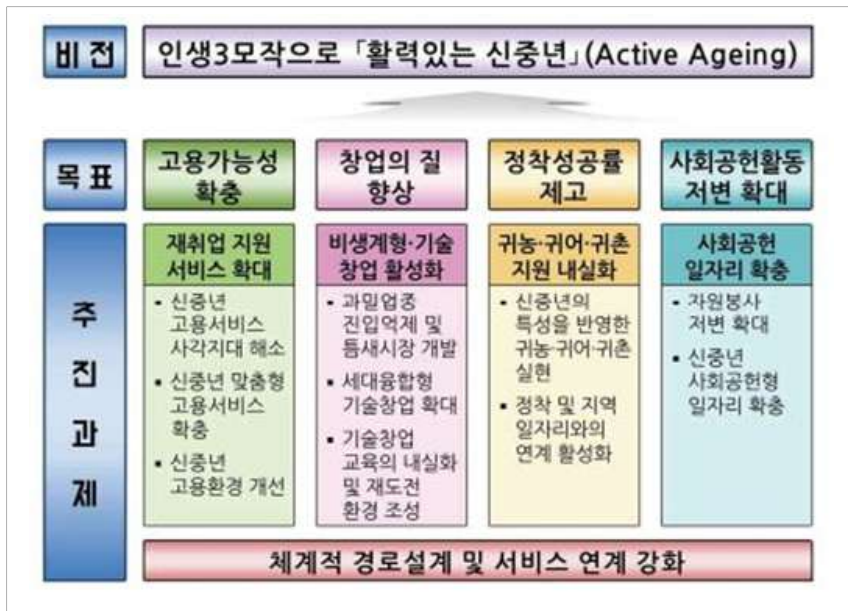 비전
인생3모작으로 「활력있는 신중년」(Active Ageing)
목표
고용가능성
확충
창업의 질
향상
정착성공률
제고
사회공헌활동
저변 확대
추진과제
재취업 지원
서비스 확대
▪ 신중년
고용서비스
사각지대 해소
▪ 신중년 맞춤형
고용서비스
확충
▪ 신중년
고용환경 개선
비생계형·기술
창업 활성화
▪ 과밀업종
진입억제 및
틈새시장 개발
▪ 세대융합형
기술창업 확대
▪ 기술창업
교육의 내실화
및 재도전
환경 조성
귀농·귀어·귀촌
지원 내실화
▪ 신중년의
특성을 반영한
귀농·귀어·귀촌
실현
▪ 정착 및 지역
일자리와의
연계 활성화
사회공헌
일자리 확충
▪ 자원봉사
저변 확대
▪ 신중년
사회공헌형
일자리 확충
체계적 경로설계 및 서비스 연계 강화